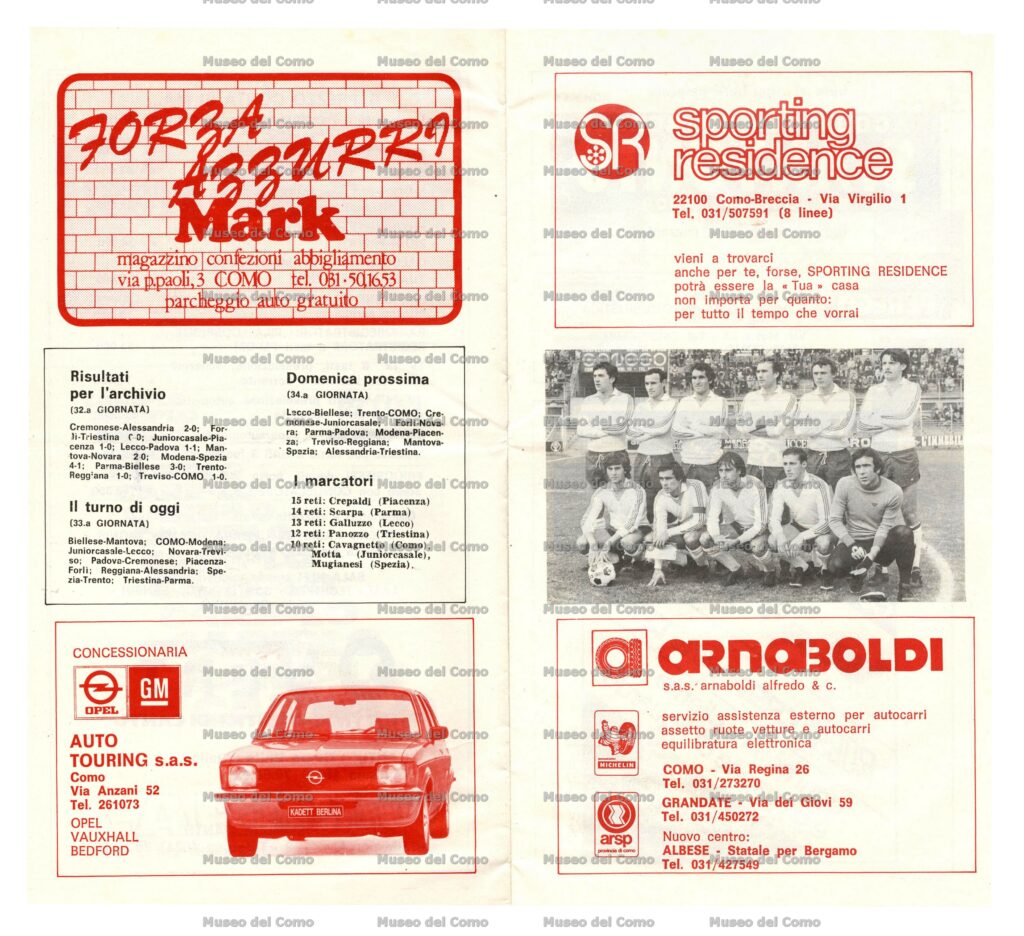 FORZA
AZZURRI
Mark
magazzino confezioni abbigliamento
via p.paoli, 3 COMO tel. 031·50.16.53
parcheggio auto gratuito
Risultati
per l'archivio
(32.a GIORNATA)
Cremonese-Alessandria 2-0; For-
lì-Triestina 0-0; Juniorcasale-Pia-
cenza 1-0; Lecco-Padova 1-1; Man-
tova-Novara 2-0; Modena-Spezia
4-1; Parma-Biellese 3-0; Trento-
Reggiana 1-0; Treviso-COMO 1-0.
Il turno di oggi
(33.a GIORNATA)
Biellese-Mantova; COMO-Modena;
Juniorcasale-Lecco; Novara-Trevi-
so; Padova-Cremonese; Piacenza-
Forlì; Reggiana-Alessandria; Spe-
zia-Trento; Triestina-Parma.
Domenica prossima
(34.a GIORNATA)
Lecco-Biellese; Trento-COMO; Cre-
monese-Juniorcasale; Forlì-Nova-
ra; Parma-Padova; Modena-Piacen-
za; Treviso-Reggiana; Mantova-
Spezia; Alessandria-Triestina.
I marcatori
15 reti: Crepaldi (Piacenza)
14 reti: Scarpa (Parma)
13 reti: Galluzzo (Lecco)
12 reti: Panozzo (Triestina)
10 reti: Cavagnetto (Como),
Motta (Juniorcasale),
Mugianesi (Spezia).
CONCESSIONARIA
OPEL
GM
AUTO
TOURING s.a.s.
Como
Via Anzani 52
Tel. 261073
OPEL
VAUXHALL
BEDFORD
KADETT BERLINA
SR
sporting
residence
22100 Como-Breccia - Via Virgilio 1
Tel. 031/507591 (8 linee)
vieni a trovarci
anche per te, forse, SPORTING RESIDENCE
potrà essere la «Tua» casa
non importa per quanto:
per tutto il tempo che vorrai
arnaboldi
s.a.s. arnaboldi alfredo & c.
servizio assistenza esterno per autocarri
assetto ruote vetture e autocarri
equilibratura elettronica
MICHELIN
COMO - Via Regina 26
Tel. 031/273270
GRANDATE - Via dei Giovi 59
Tel. 031/450272
arsp
provincia di como
Nuovo centro:
ALBESE - Statale per Bergamo
Tel. 031/427549
Museo del Como